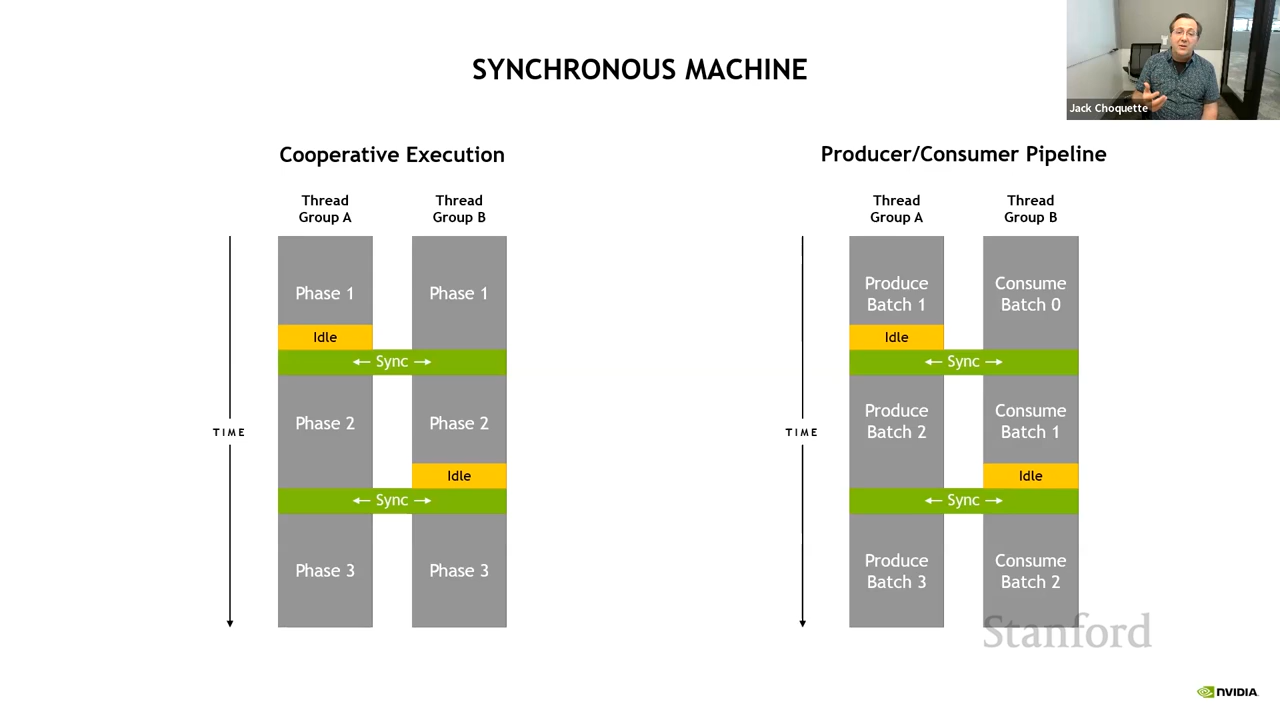 SYNCHRONOUS MACHINE
Jack Choquette
Cooperative Execution
Thread
Group A
Thread
Group B
TIME
Phase 1
Phase 1
Idle
← Sync →
Phase 2
Phase 2
Idle
← Sync →
Phase 3
Phase 3
Producer/Consumer Pipeline
Thread
Group A
Thread
Group B
TIME
Produce
Batch 1
Consume
Batch 0
Idle
← Sync →
Produce
Batch 2
Consume
Batch 1
Idle
← Sync →
Produce
Batch 3
Consume
Batch 2
Stanford
NVIDIA